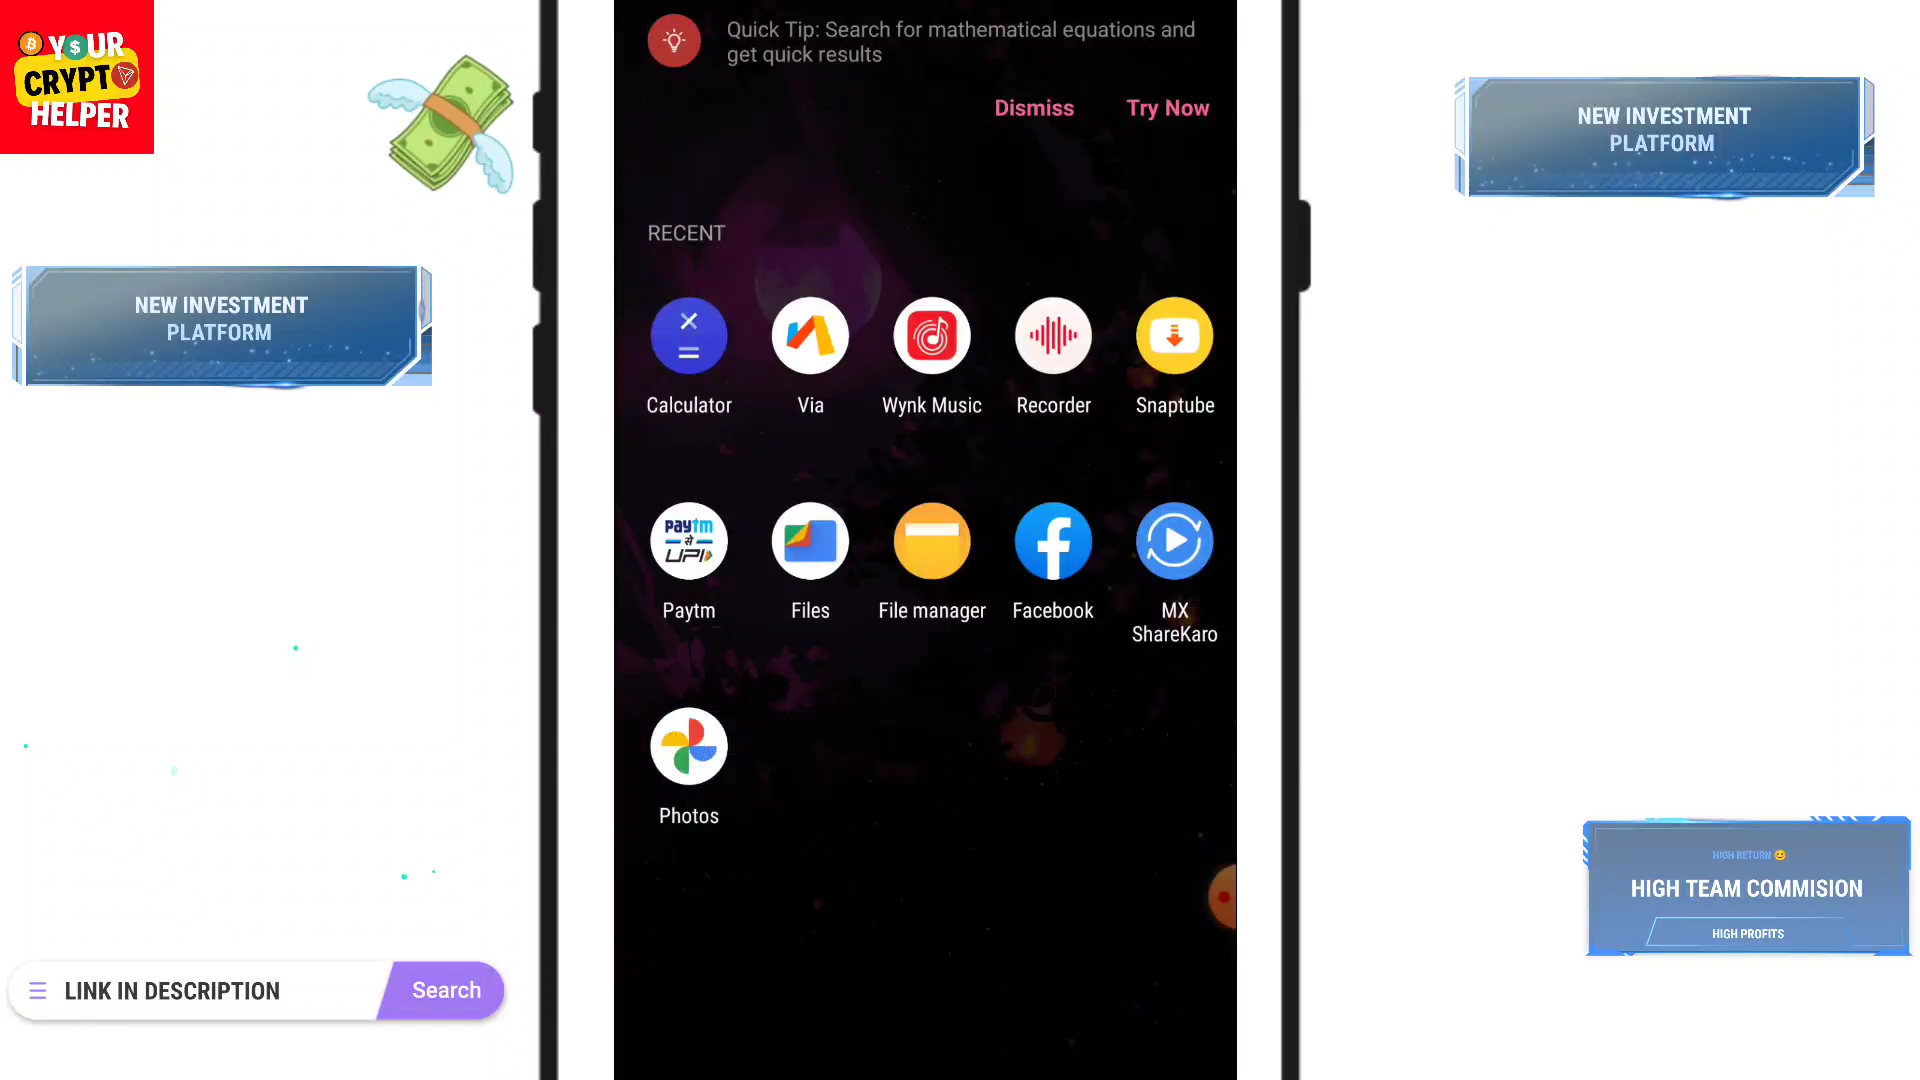 YOUR
CRYPTO
HELPER
Quick Tip: Search for mathematical equations and
get quick results
Dismiss
Try Now
NEW INVESTMENT
PLATFORM
NEW INVESTMENT
PLATFORM
RECENT
Calculator
Via
Wynk Music
Recorder
Snaptube
paytm
से
UPI
Paytm
Files
File manager
Facebook
MX
ShareKaro
Photos
HIGH RETURN 😊
HIGH TEAM COMMISION
HIGH PROFITS
LINK IN DESCRIPTION
Search